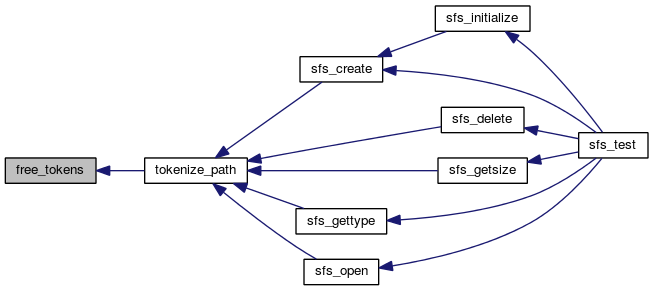 sfs_initialize
sfs_create
sfs_delete
sfs_test
free_tokens
tokenize_path
sfs_getsize
sfs_gettype
sfs_open